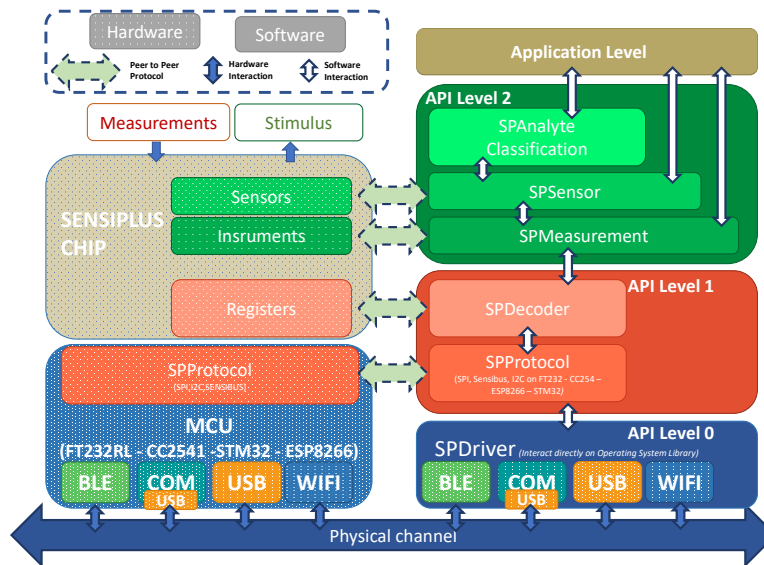 Hardware
Software
Peer to Peer
Protocol
Hardware
Interaction
Software
Interaction
Measurements
Stimulus
SENSIPLUS
CHIP
Sensors
Insruments
Registers
SPProtocol
(SPI,I2C,SENSIBUS)
MCU
(FT232RL - CC2541 -STM32 - ESP8266)
BLE
COM
USB
USB
WIFI
Application Level
API Level 2
SPAnalyte
Classification
SPSensor
SPMeasurement
API Level 1
SPDecoder
SPProtocol
(SPI, Sensibus, I2C on FT232 - CC254 –
ESP8266 – STM32)
API Level 0
SPDriver (Interact directly on Operating System Library)
BLE
COM
USB
USB
WIFI
Physical channel